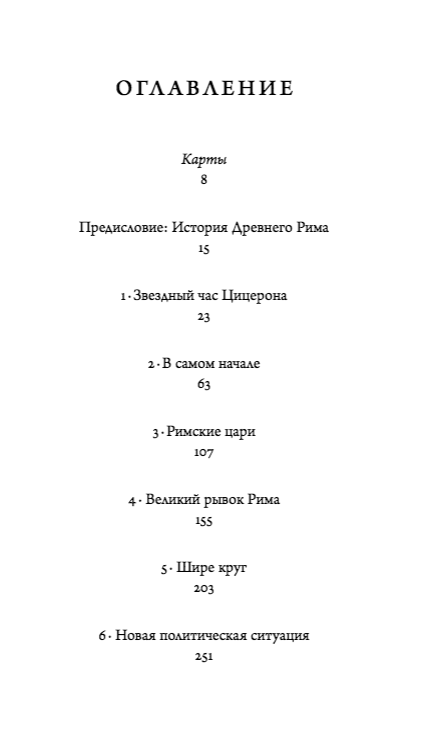 ОГЛАВЛЕНИЕ
Карты
8
Предисловие: История Древнего Рима
15
1 · Звездный час Цицерона
23
2 · В самом начале
63
3 · Римские цари
107
4 · Великий рывок Рима
155
5 · Шире круг
203
6 · Новая политическая ситуация
251